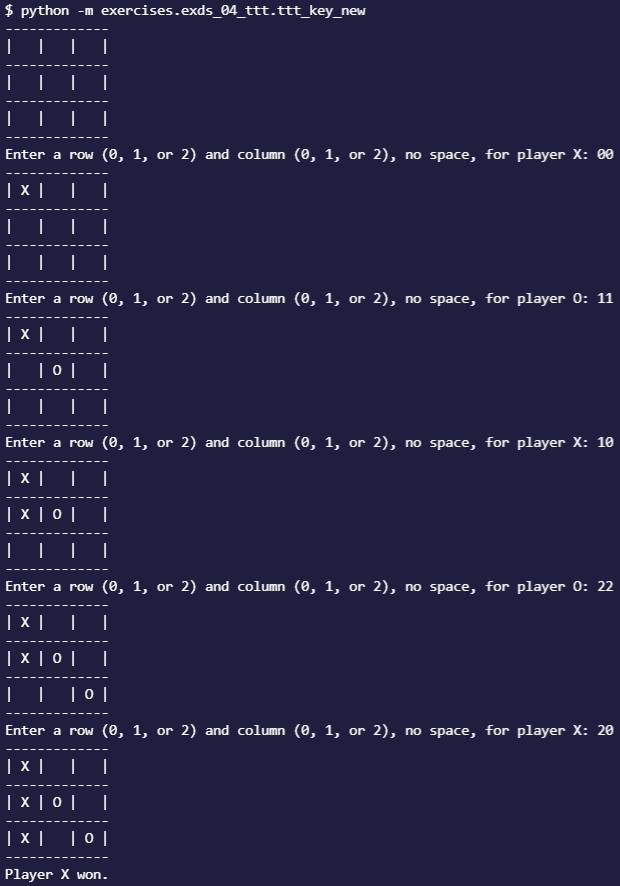 $ python -m exercises.exds_04_ttt.ttt_key_new
-------------
|   |   |   |
-------------
|   |   |   |
-------------
|   |   |   |
-------------
Enter a row (0, 1, or 2) and column (0, 1, or 2), no space, for player X: 00
-------------
| X |   |   |
-------------
|   |   |   |
-------------
|   |   |   |
-------------
Enter a row (0, 1, or 2) and column (0, 1, or 2), no space, for player O: 11
-------------
| X |   |   |
-------------
|   | O |   |
-------------
|   |   |   |
-------------
Enter a row (0, 1, or 2) and column (0, 1, or 2), no space, for player X: 10
-------------
| X |   |   |
-------------
| X | O |   |
-------------
|   |   |   |
-------------
Enter a row (0, 1, or 2) and column (0, 1, or 2), no space, for player O: 22
-------------
| X |   |   |
-------------
| X | O |   |
-------------
|   |   | O |
-------------
Enter a row (0, 1, or 2) and column (0, 1, or 2), no space, for player X: 20
-------------
| X |   |   |
-------------
| X | O |   |
-------------
| X |   | O |
-------------
Player X won.